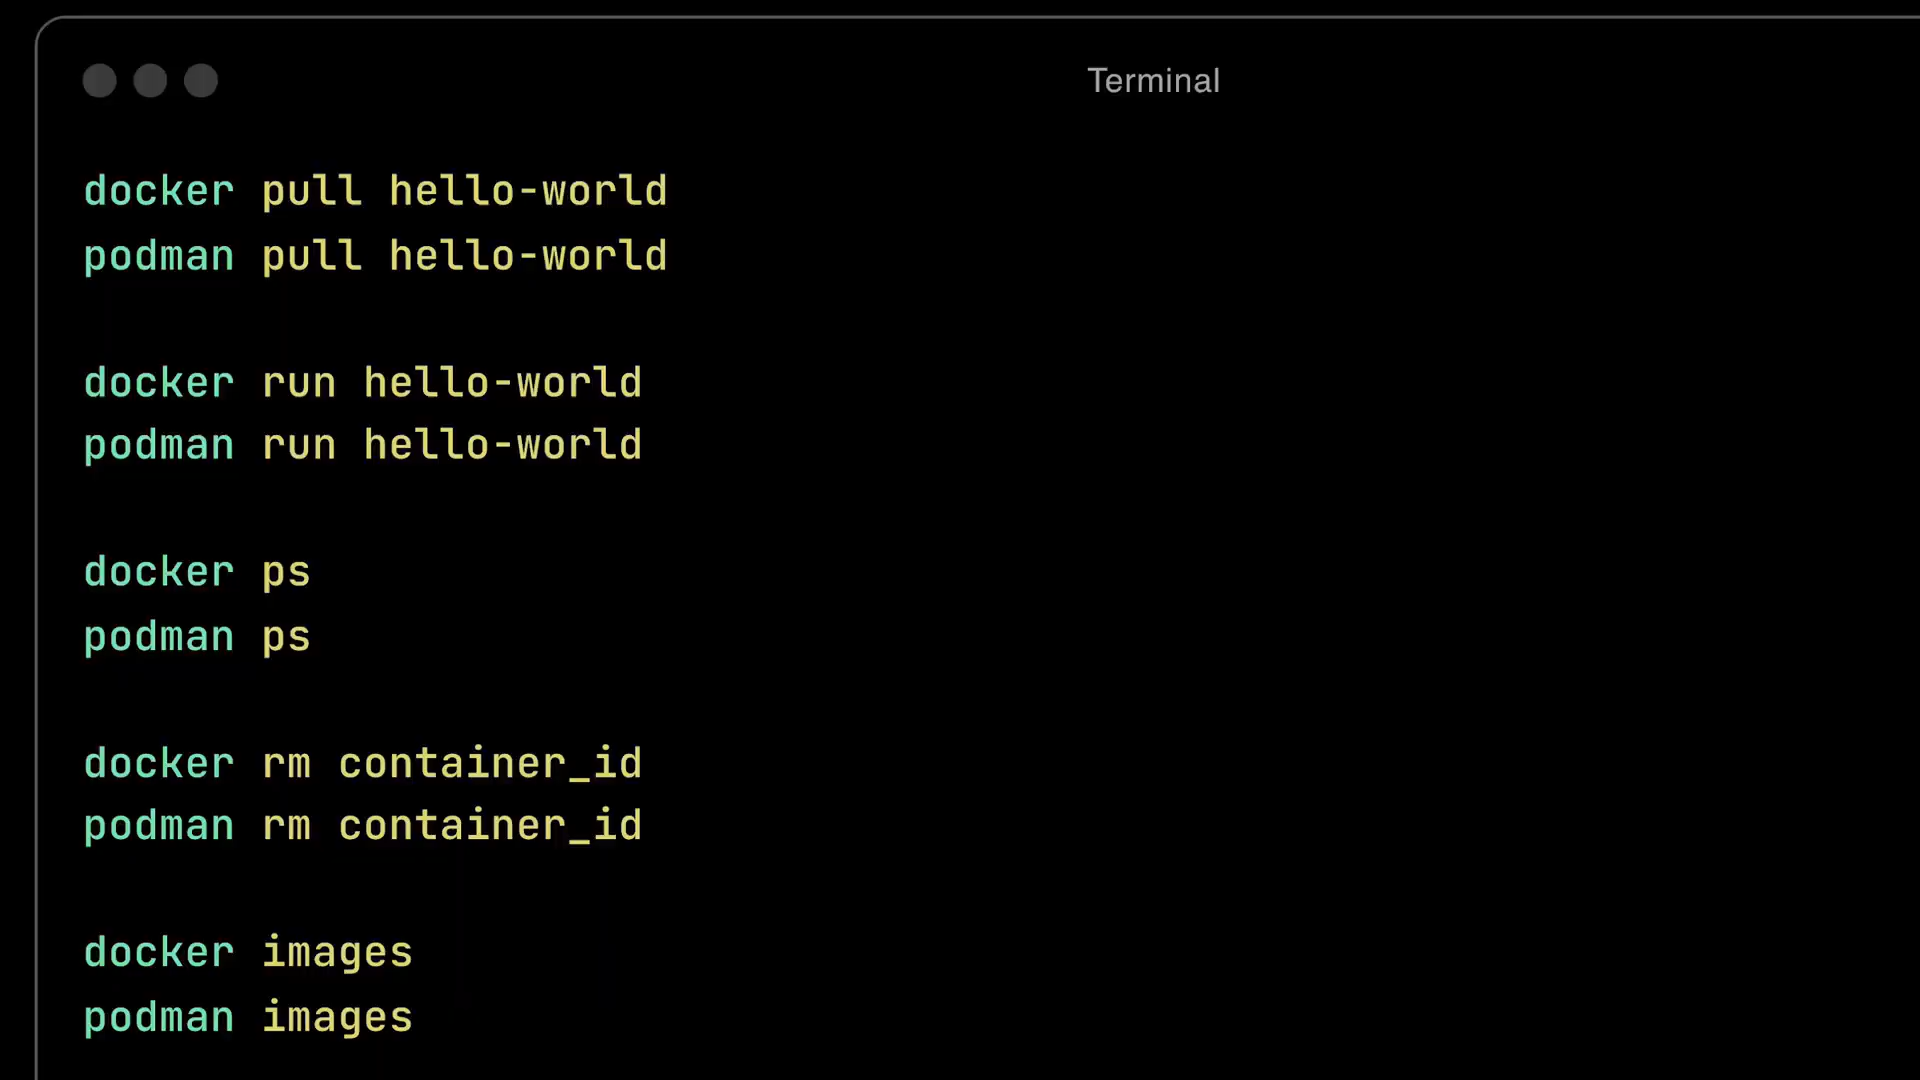 Terminal
docker pull hello-world
podman pull hello-world
docker run hello-world
podman run hello-world
docker ps
podman ps
docker rm container_id
podman rm container_id
docker images
podman images